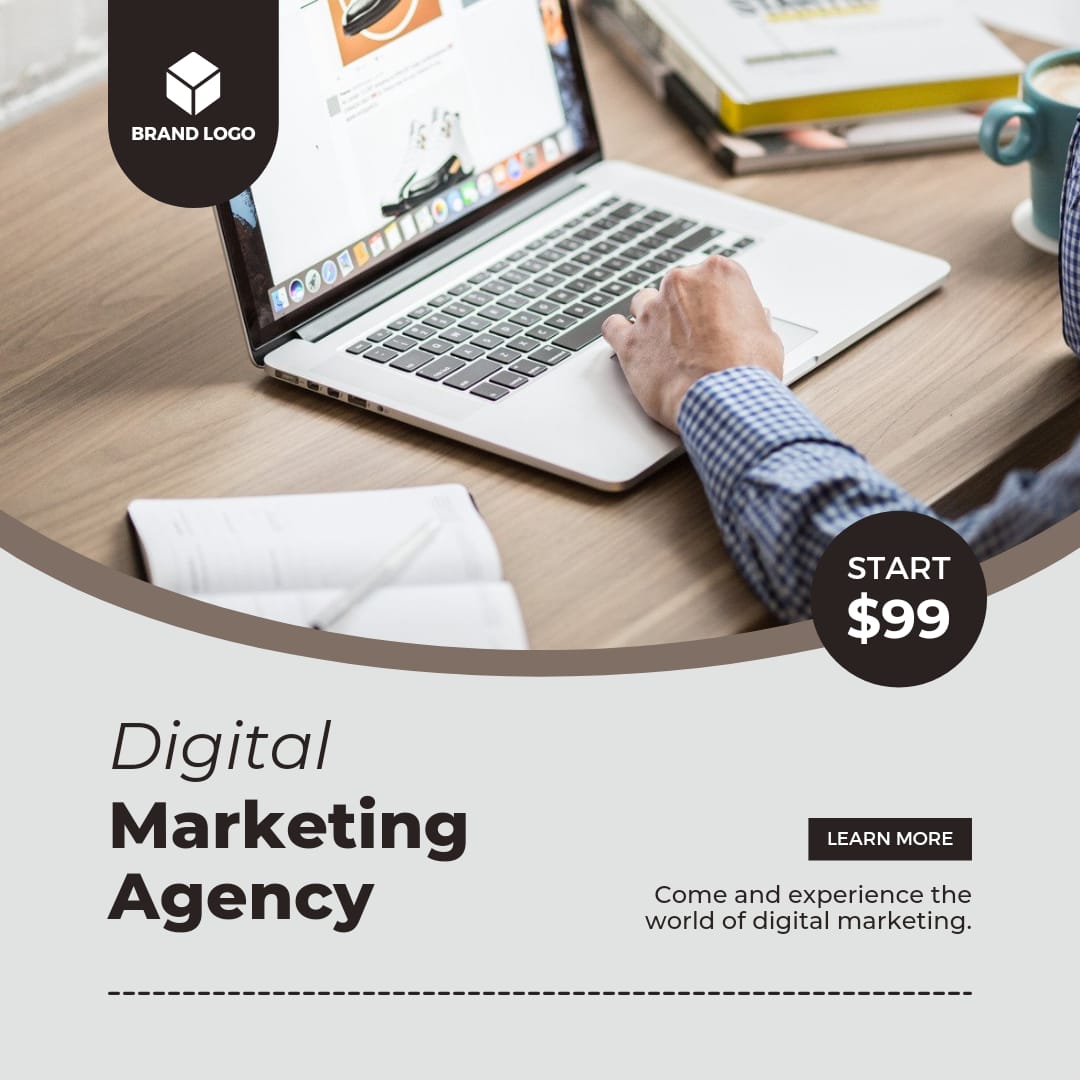 BRAND LOGO
START
$99
Digital
Marketing
Agency
LEARN MORE
Come and experience the
world of digital marketing.